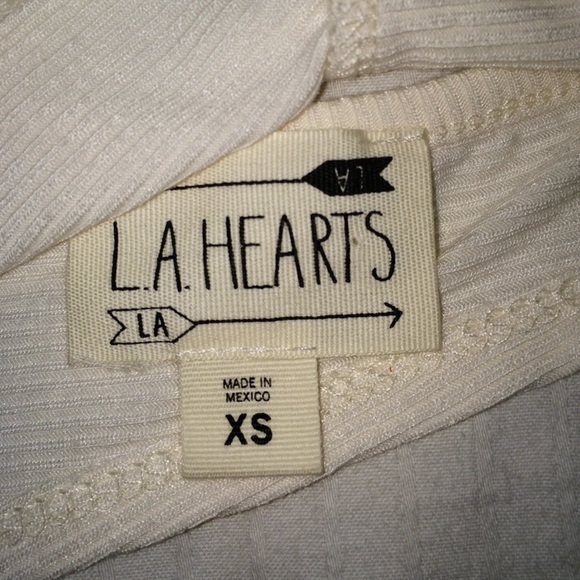 LA
L.A. HEARTS
LA
MADE IN
MEXICO
XS